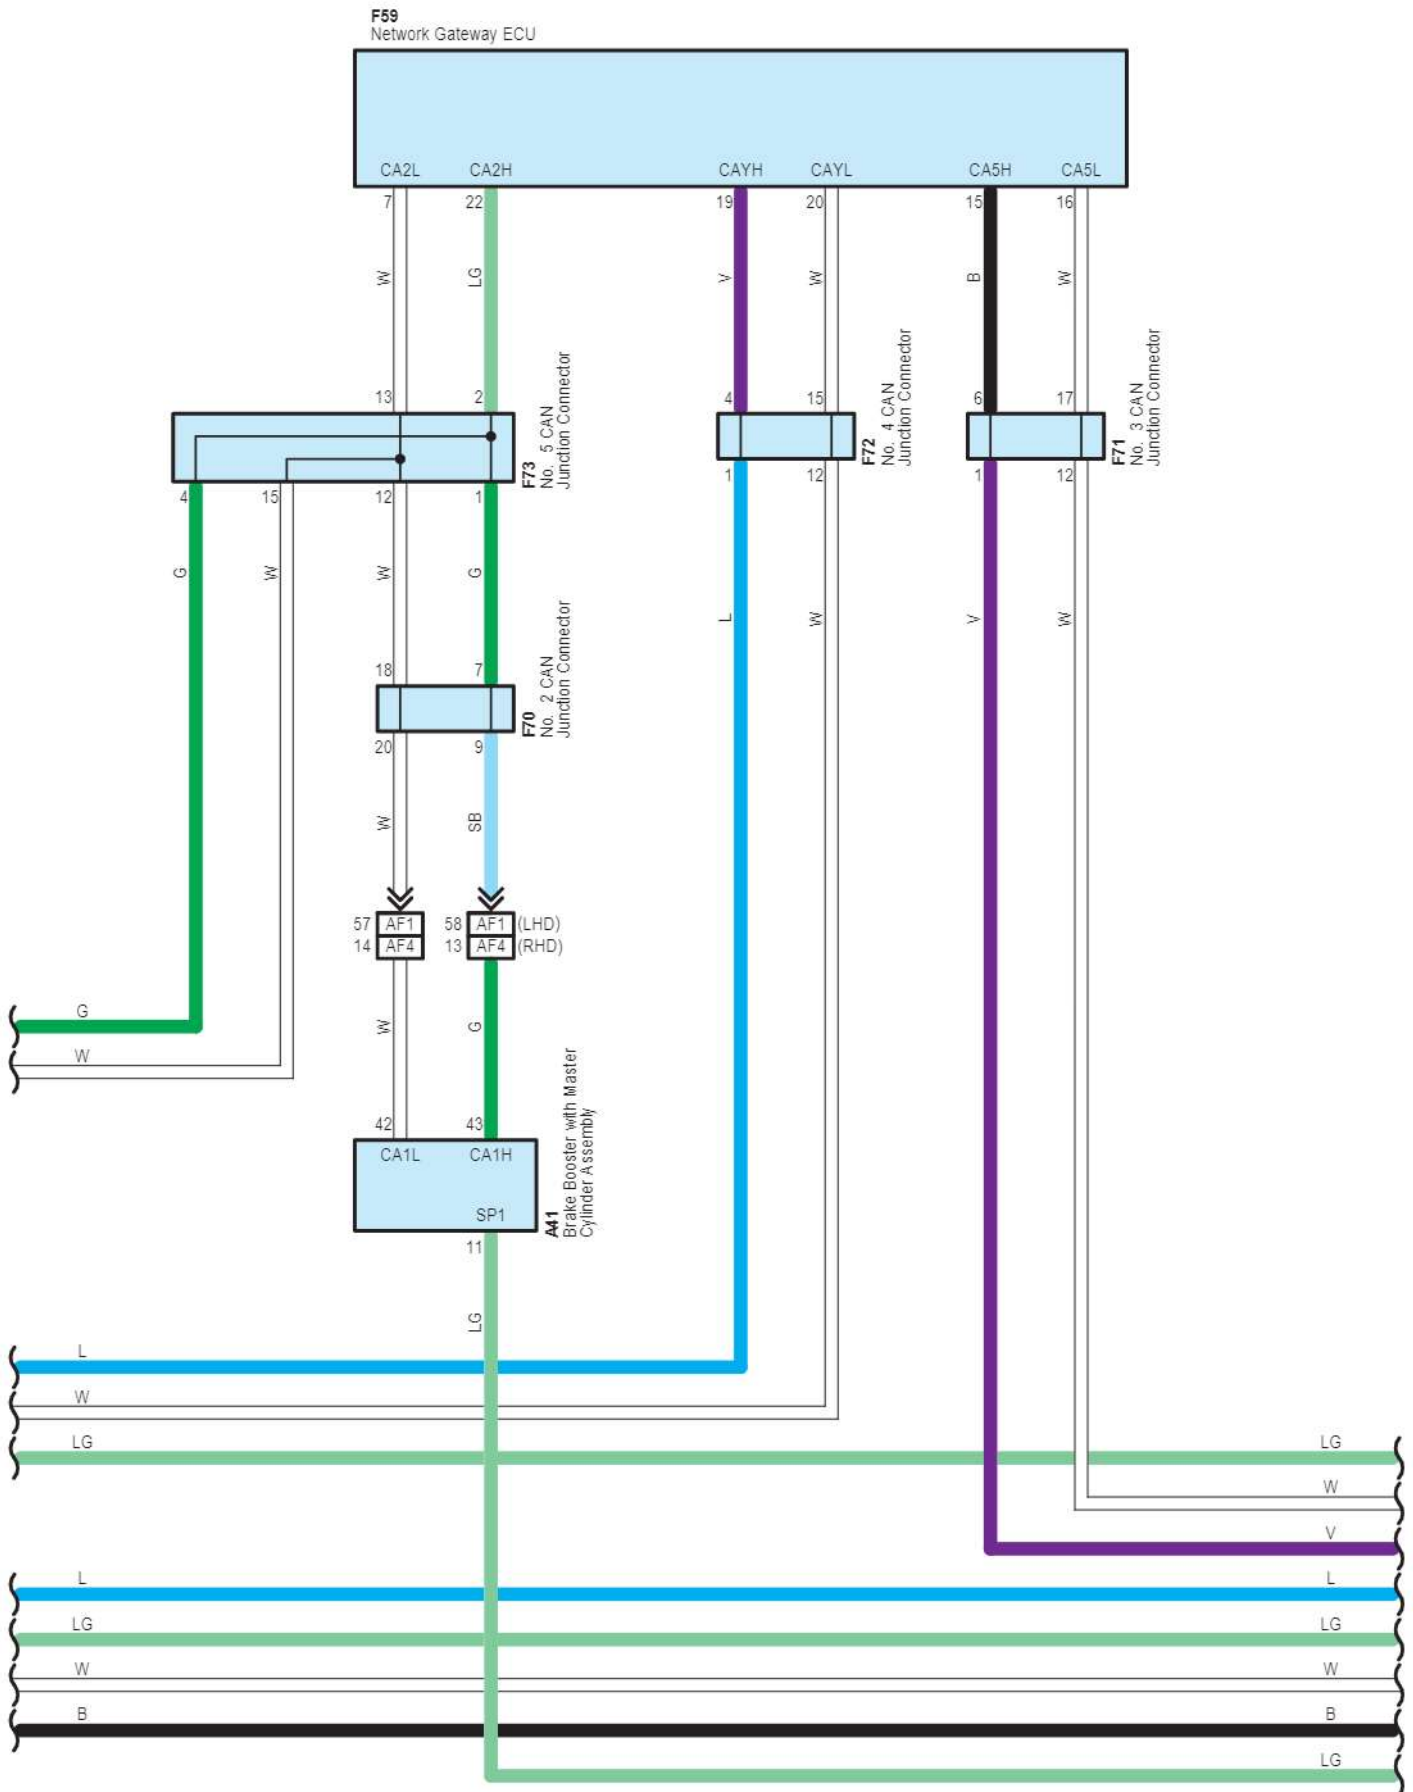 F59
Network Gateway ECU
CA2L CA2H CAYH CAYL CA5H CA5L
7 22 19 20 15 16
W LG V W B W
13 2 4 15 6 17
F73
No. 5 CAN
Junction Connector
F72
No. 4 CAN
Junction Connector
F71
No. 3 CAN
Junction Connector
4 15 12 1 1 12 1 12
G W W G L W V W
18 7
F70
No. 2 CAN
Junction Connector
20 9
W SB
57 AF1 58 AF1 (LHD)
14 AF4 13 AF4 (RHD)
G
W
W G
42 43
CA1L CA1H
SP1
A41
Brake Booster with Master
Cylinder Assembly
11
LG
L
W
LG LG
W
V
L L
LG LG
W W
B B
LG